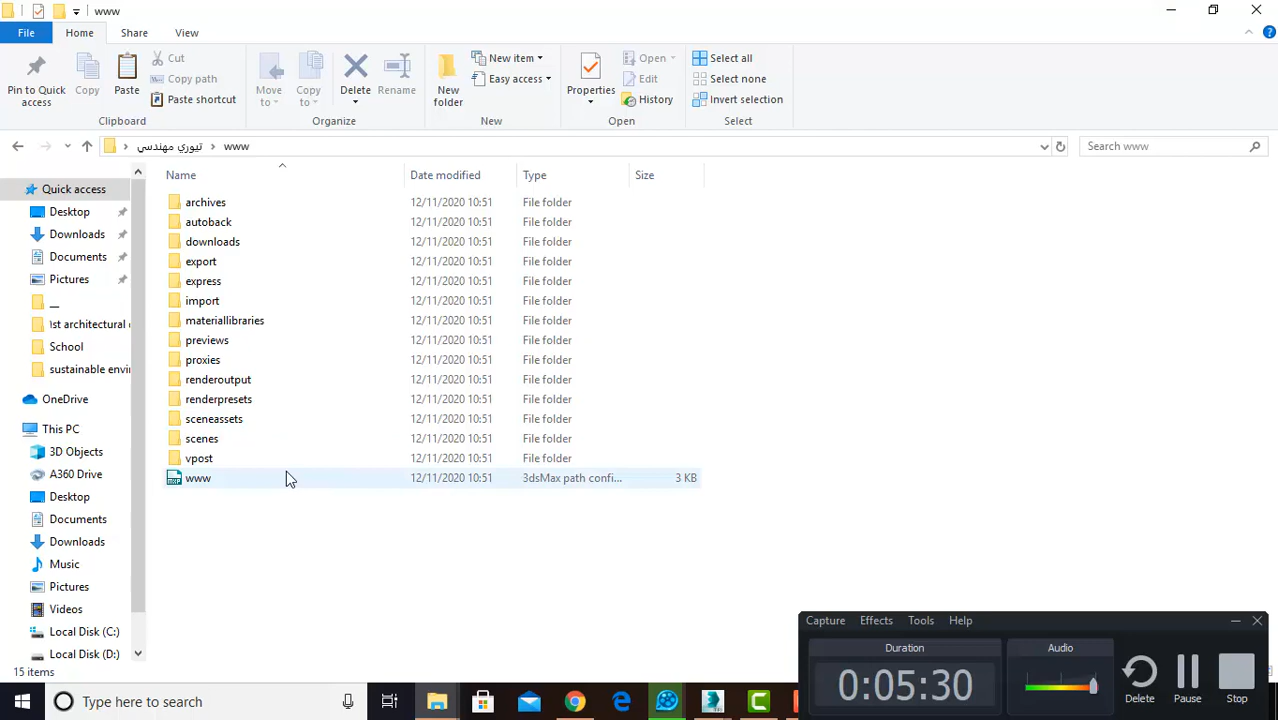 www
File
Home
Share
View
Pin to Quick access
Copy
Paste
Cut
Copy path
Paste shortcut
Clipboard
Move to
Copy to
Delete
Rename
Organize
New folder
New item
Easy access
New
Properties
Open
Edit
History
Open
Select all
Select none
Invert selection
Select
تيوري مهندسي
www
Search www
Name Date modified Type Size
Quick access
Desktop
Downloads
Documents
Pictures
__
\st architectural
School
sustainable envi
OneDrive
This PC
3D Objects
A360 Drive
Desktop
Documents
Downloads
Music
Pictures
Videos
Local Disk (C:)
Local Disk (D:)
archives 12/11/2020 10:51 File folder
autoback 12/11/2020 10:51 File folder
downloads 12/11/2020 10:51 File folder
export 12/11/2020 10:51 File folder
express 12/11/2020 10:51 File folder
import 12/11/2020 10:51 File folder
materiallibraries 12/11/2020 10:51 File folder
previews 12/11/2020 10:51 File folder
proxies 12/11/2020 10:51 File folder
renderoutput 12/11/2020 10:51 File folder
renderpresets 12/11/2020 10:51 File folder
sceneassets 12/11/2020 10:51 File folder
scenes 12/11/2020 10:51 File folder
vpost 12/11/2020 10:51 File folder
www 12/11/2020 10:51 3dsMax path confi... 3 KB
15 items
Capture Effects Tools Help
Duration
0:05:30
Audio
Delete
Pause
Stop
Type here to search